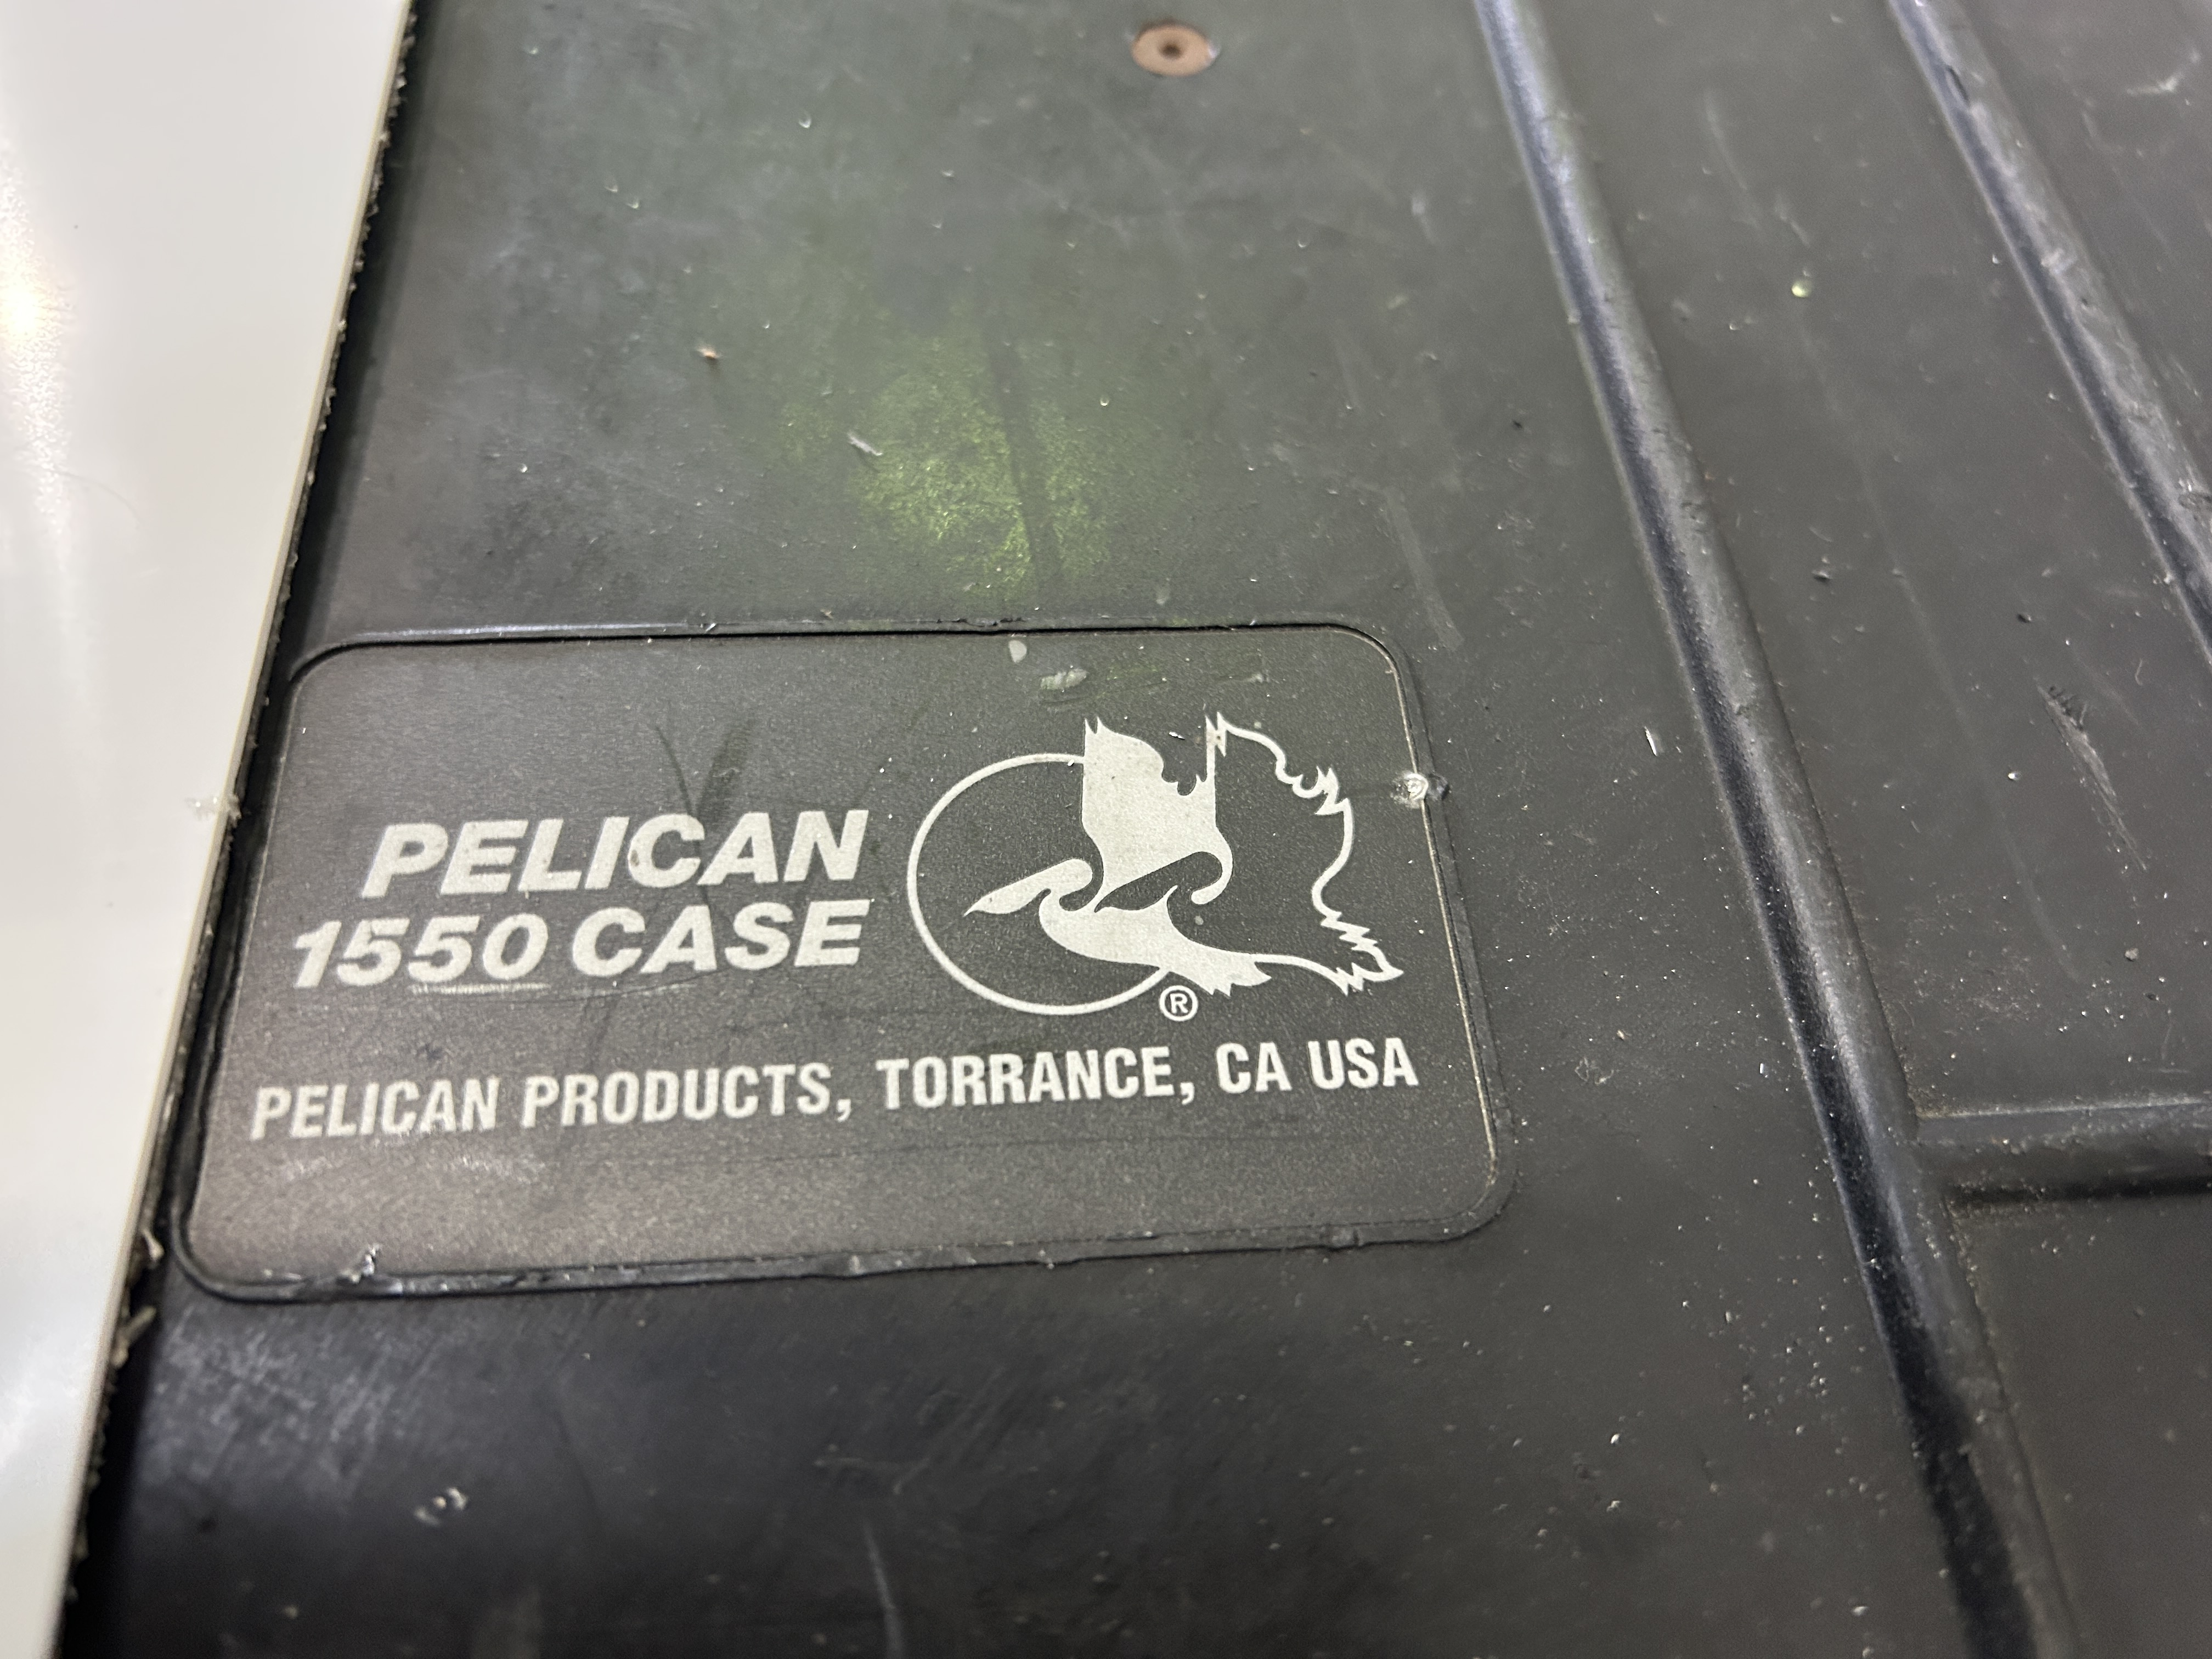 PELICAN
1550 CASE
®
PELICAN PRODUCTS, TORRANCE, CA USA